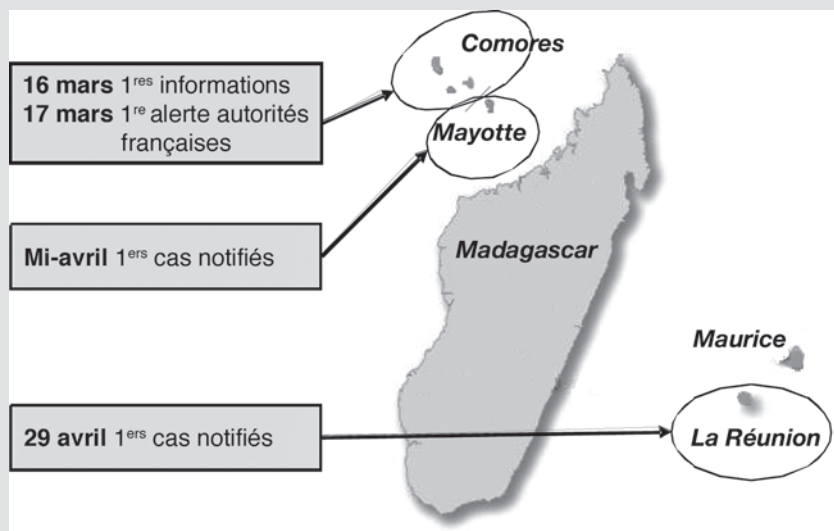 Comores
16 mars 1res informations
17 mars 1re alerte autorités
françaises
Mayotte
Mi-avril 1ers cas notifiés
Madagascar
Maurice
29 avril 1ers cas notifiés
La Réunion